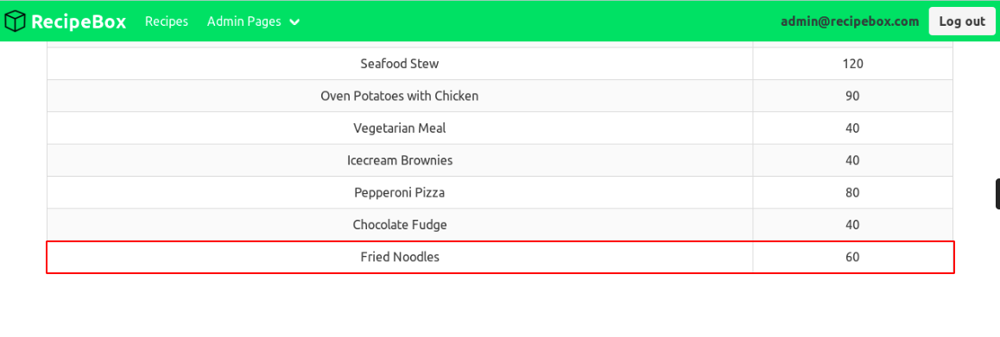 RecipeBox Recipes Admin Pages admin@recipebox.com Log out
Seafood Stew 120
Oven Potatoes with Chicken 90
Vegetarian Meal 40
Icecream Brownies 40
Pepperoni Pizza 80
Chocolate Fudge 40
Fried Noodles 60